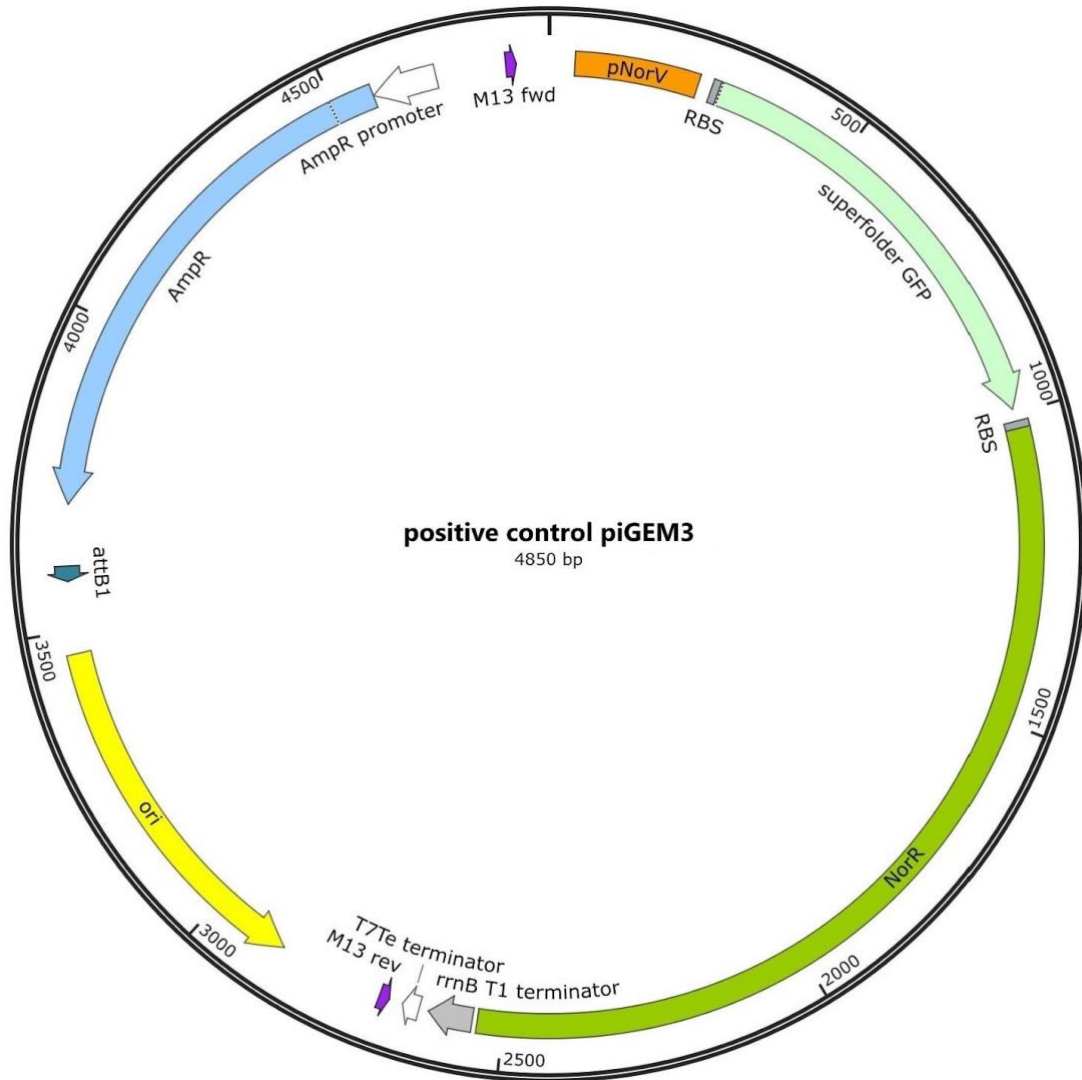 M13 fwd
pNorV
RBS
500
superfolder GFP
1000
RBS
1500
NorR
2000
2500
rrnB T1 terminator
T7Te terminator
M13 rev
3000
ori
3500
attB1
4000
AmpR
4500
AmpR promoter
positive control piGEM3
4850 bp